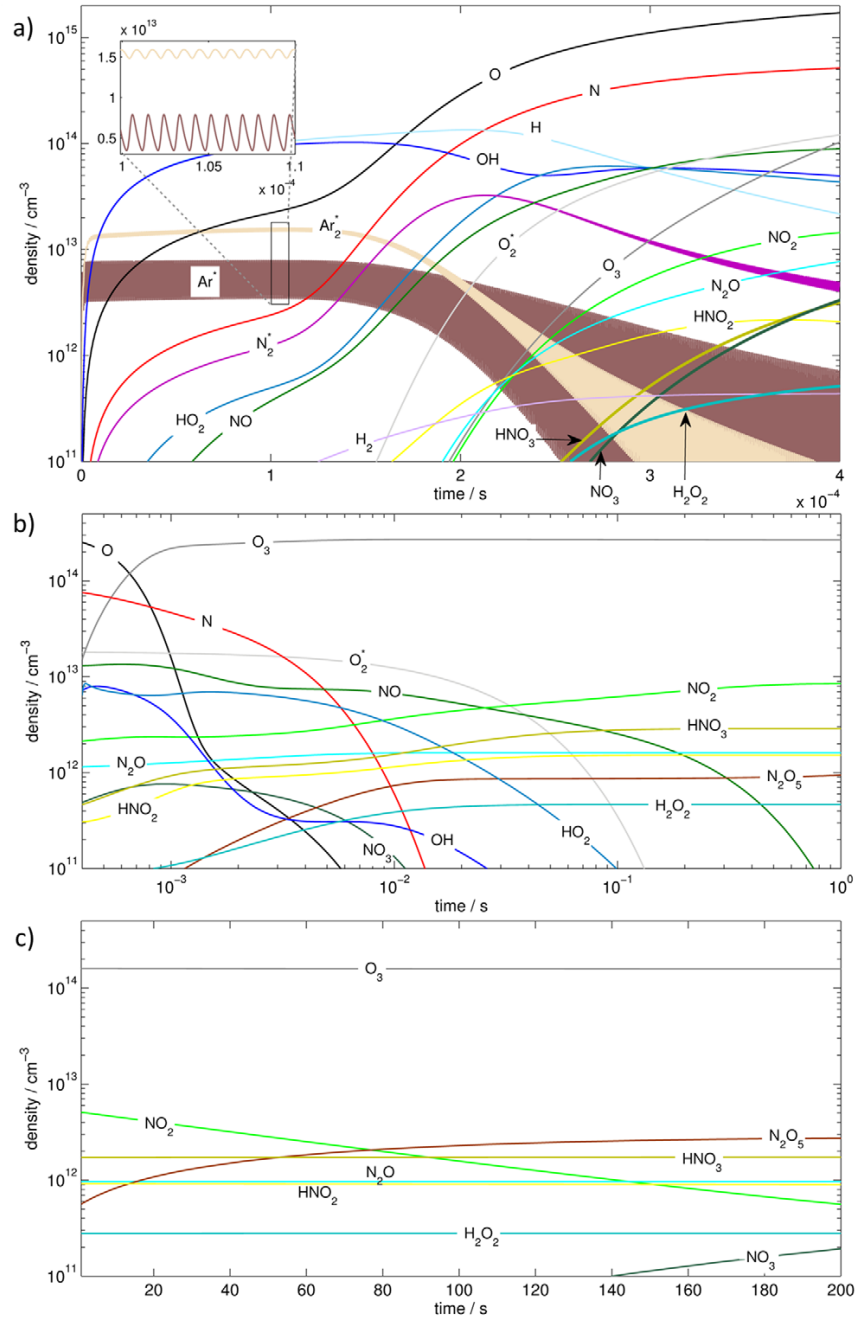 a)
x 10^13
1.5
1
0.5
1
1.05
1.1
x 10^-4
10^15
10^14
10^13
10^12
10^11
density / cm^-3
O
N
H
OH
Ar2*
Ar*
O2*
NO2
O3
N2O
HNO2
N2*
HO2
NO
H2
HNO3
NO3
H2O2
0
1
2
3
4
time / s
x 10^-4
b)
10^14
10^13
10^12
10^11
density / cm^-3
O
O3
N
O2*
NO
NO2
HNO3
N2O
N2O5
HNO2
H2O2
NO3
OH
HO2
10^-3
10^-2
10^-1
10^0
time / s
c)
10^14
10^13
10^12
10^11
density / cm^-3
O3
NO2
N2O5
HNO3
N2O
HNO2
H2O2
NO3
20
40
60
80
100
120
140
160
180
200
time / s